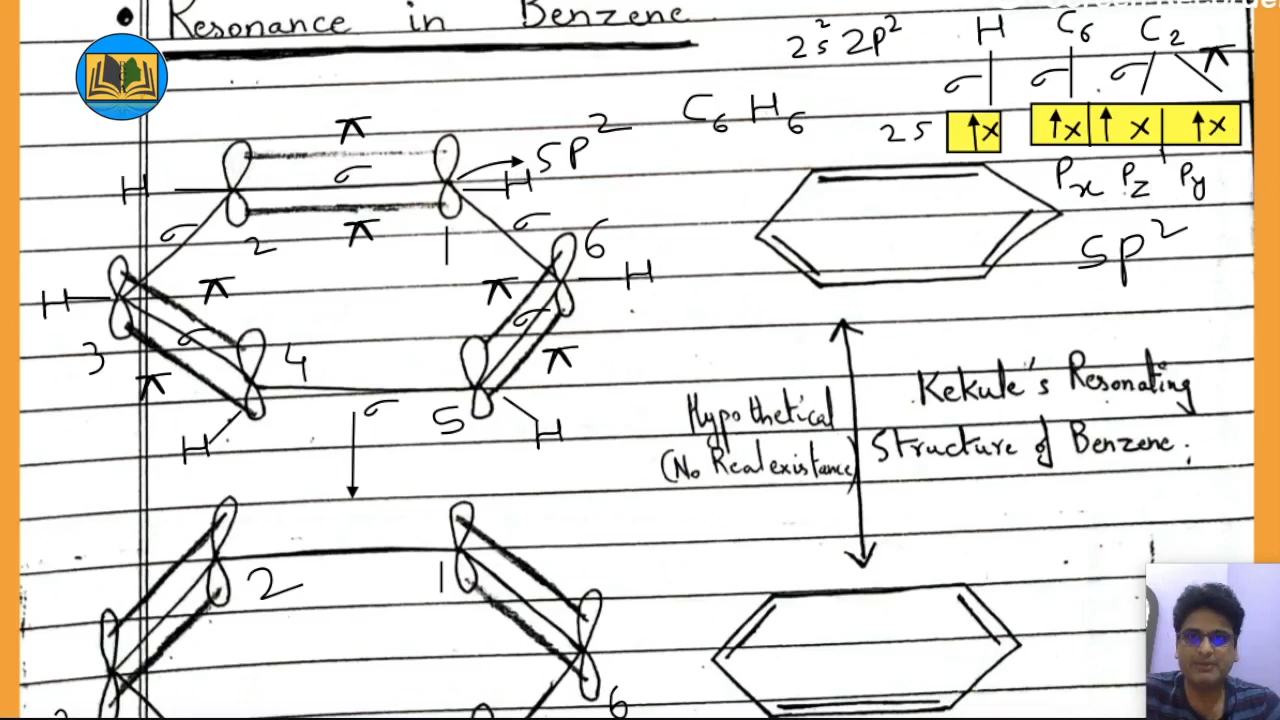 • Resonance in Benzene
2s² 2p²
H C6 C2
σ σ σ π
C6H6
2s ↑x ↑x ↑x ↑x
Px Pz Py
sp²
π
σ
π
SP²
H H
σ 2 1 σ 6
H π π H
3 σ 4 σ
π π
σ 5
H H
Hypothetical
(No Real existance)
Kekule's Resonating
Structure of Benzene;
2 1
6